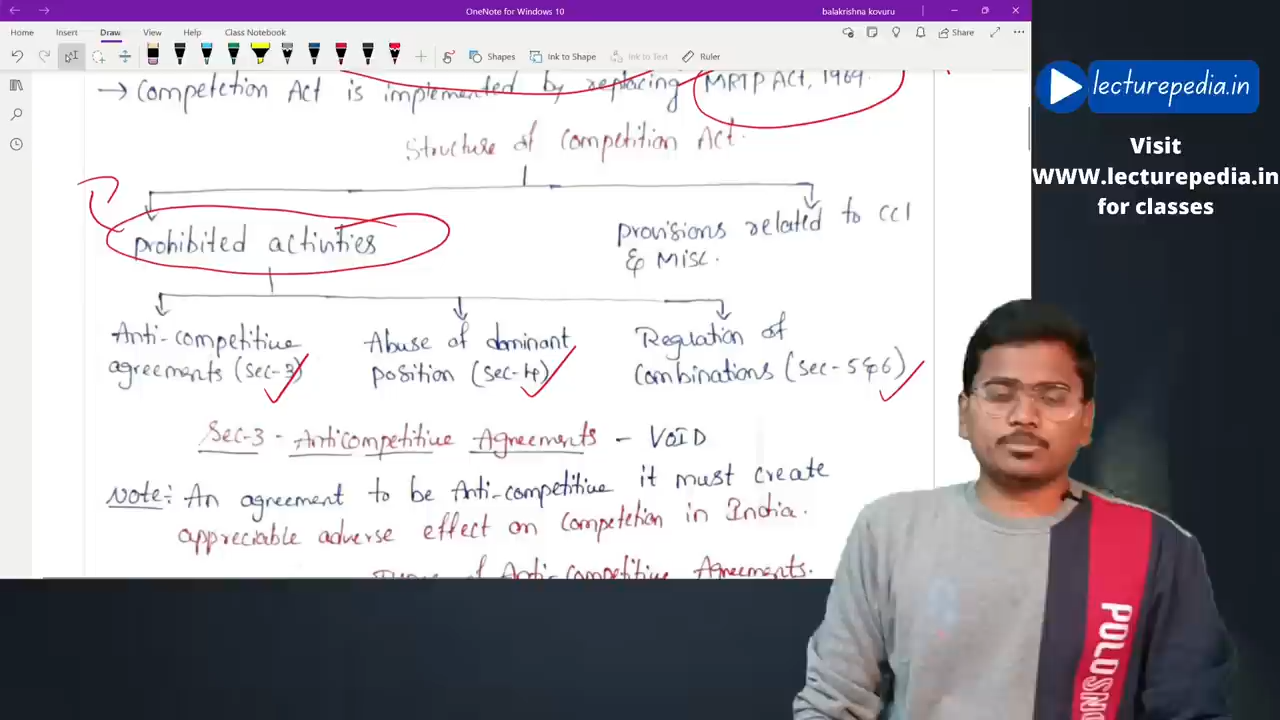 OneNote for Windows 10
balakrishna kovuru
Home Insert Draw View Help Class Notebook
Share
Shapes Ink to Shape Ink to Text Ruler
→ Competetion Act is implemented by replacing MRTP ACT, 1969.
Structure of Competition Act.
prohibited activities
provisions related to CCI
& Misc.
Anti-competitive
agreements (sec-3)
Abuse of dominant
position (sec-4)
Regulation of
combinations (sec-5&6)
Sec-3 - Anticompetitive Agreements - VOID
Note: An agreement to be Anti-competitive it must create
appreciable adverse effect on Competetion in India.
Types of Anti-competitive Agreements.
lecturepedia.in
Visit
WWW.lecturepedia.in
for classes
POLO